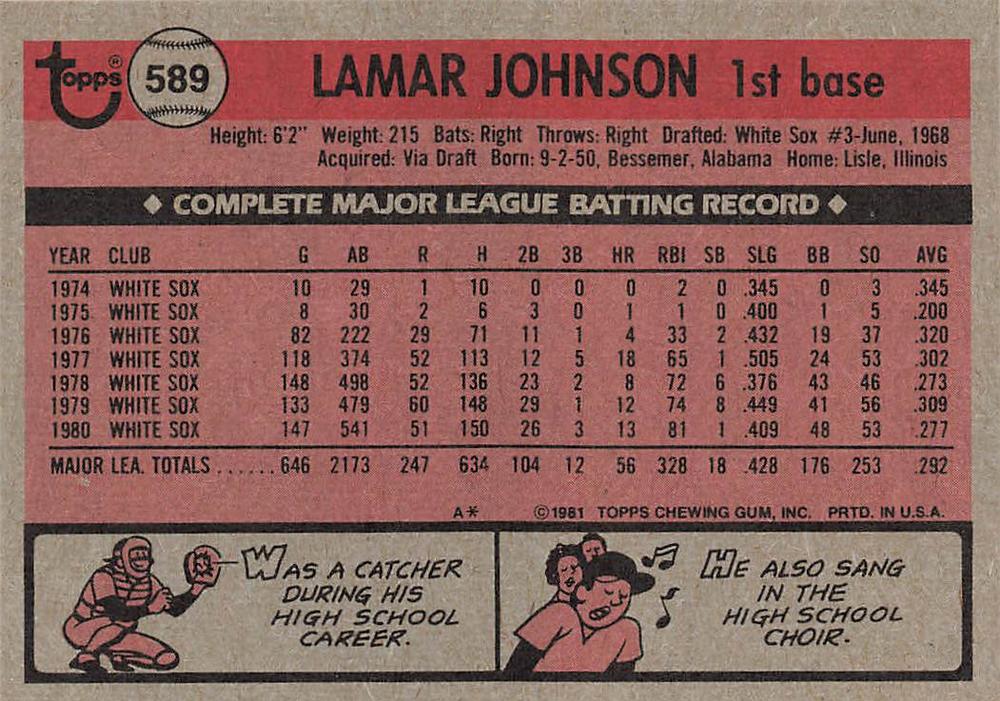 Topps® 589 LAMAR JOHNSON 1st base
Height: 6'2" Weight: 215 Bats: Right Throws: Right Drafted: White Sox #3-June, 1968
Acquired: Via Draft Born: 9-2-50, Bessemer, Alabama Home: Lisle, Illinois
◆ COMPLETE MAJOR LEAGUE BATTING RECORD ◆
YEAR CLUB G AB R H 2B 3B HR RBI SB SLG BB SO AVG
1974 WHITE SOX 10 29 1 10 0 0 0 2 0 .345 0 3 .345
1975 WHITE SOX 8 30 2 6 3 0 1 1 0 .400 1 5 .200
1976 WHITE SOX 82 222 29 71 11 1 4 33 2 .432 19 37 .320
1977 WHITE SOX 118 374 52 113 12 5 18 65 1 .505 24 53 .302
1978 WHITE SOX 148 498 52 136 23 2 8 72 6 .376 43 46 .273
1979 WHITE SOX 133 479 60 148 29 1 12 74 8 .449 41 56 .309
1980 WHITE SOX 147 541 51 150 26 3 13 81 1 .409 48 53 .277
MAJOR LEA. TOTALS ...... 646 2173 247 634 104 12 56 328 18 .428 176 253 .292
A* ©1981 TOPPS CHEWING GUM, INC. PRTD. IN U.S.A.
WAS A CATCHER
DURING HIS
HIGH SCHOOL
CAREER.
HE ALSO SANG
IN THE
HIGH SCHOOL
CHOIR.